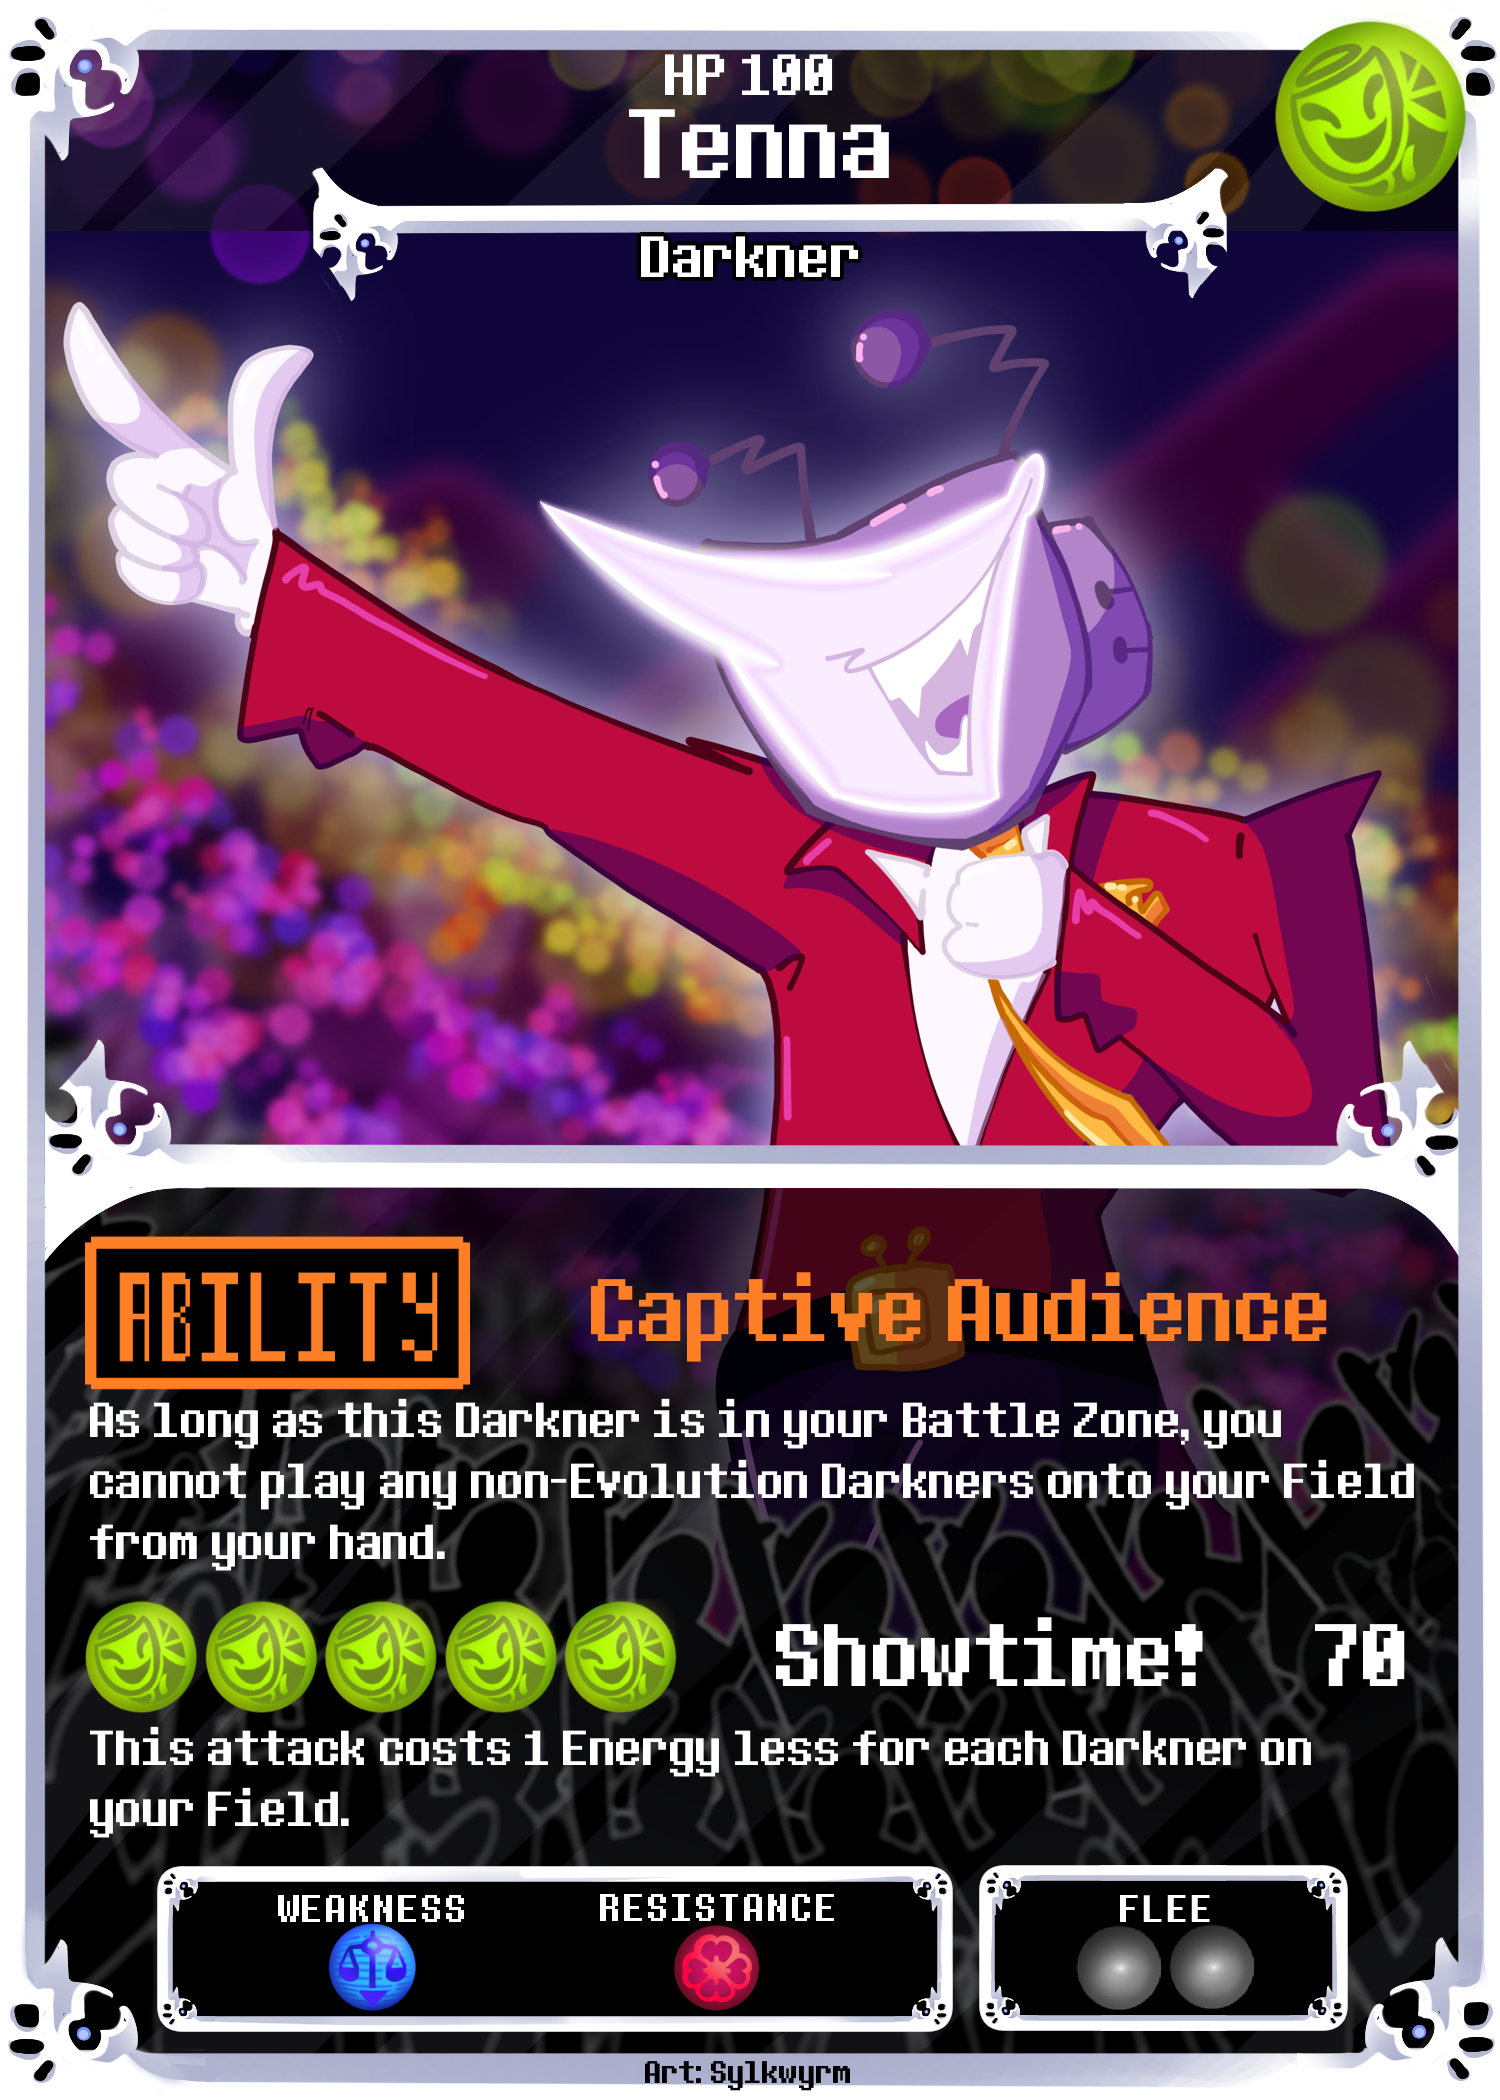 HP 100
Tenna
Darkner
ABILITY Captive Audience
As long as this Darkner is in your Battle Zone, you
cannot play any non-Evolution Darkners onto your Field
from your hand.
Showtime! 70
This attack costs 1 Energy less for each Darkner on
your Field.
WEAKNESS RESISTANCE FLEE
Art: Sylkwyrm